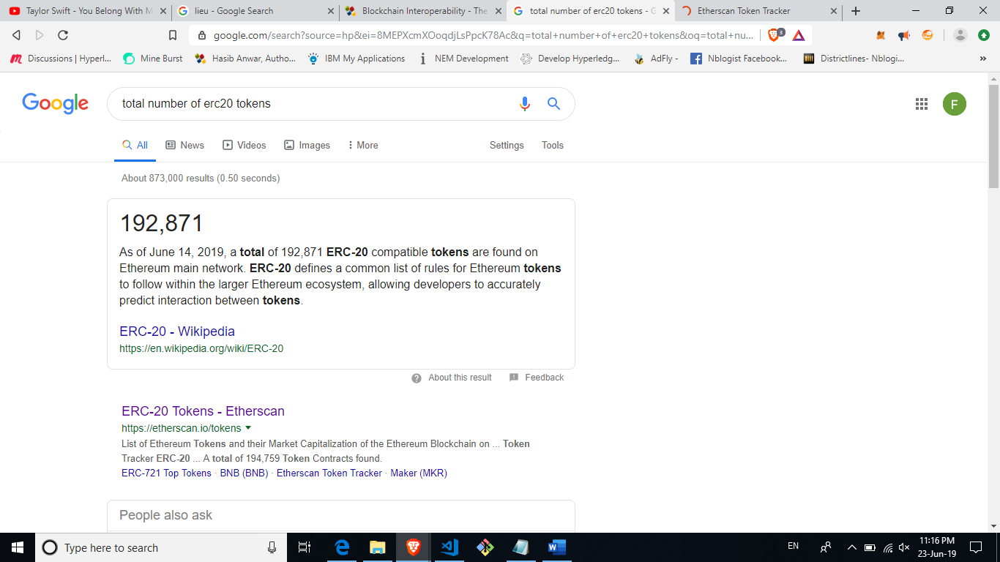 Taylor Swift - You Belong With M
lieu - Google Search
Blockchain Interoperability - The
total number of erc20 tokens - G
Etherscan Token Tracker
google.com/search?source=hp&ei=8MEPXcmXOoqdjLsPpcK78Ac&q=total+number+of+erc20+tokens&oq=total+nu...
3
Discussions | Hyperl...
Mine Burst
Hasib Anwar, Autho...
IBM My Applications
NEM Development
Develop Hyperledg...
AdFly -
Nblogist Facebook...
Districtlines- Nblogi...
»
Google
total number of erc20 tokens
F
All
News
Videos
Images
More
Settings
Tools
About 873,000 results (0.50 seconds)
192,871
As of June 14, 2019, a total of 192,871 ERC-20 compatible tokens are found on
Ethereum main network. ERC-20 defines a common list of rules for Ethereum tokens
to follow within the larger Ethereum ecosystem, allowing developers to accurately
predict interaction between tokens.
ERC-20 - Wikipedia
https://en.wikipedia.org/wiki/ERC-20
About this result
Feedback
ERC-20 Tokens - Etherscan
https://etherscan.io/tokens
List of Ethereum Tokens and their Market Capitalization of the Ethereum Blockchain on ... Token
Tracker ERC-20 ... A total of 194,759 Token Contracts found.
ERC-721 Top Tokens · BNB (BNB) · Etherscan Token Tracker · Maker (MKR)
People also ask
Type here to search
EN
11:16 PM
23-Jun-19